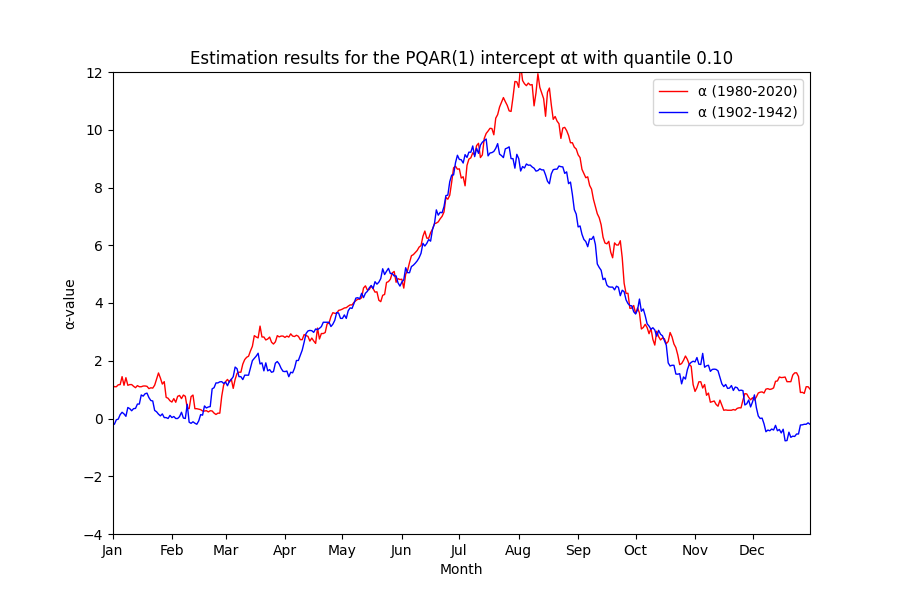 Estimation results for the PQAR(1) intercept αt with quantile 0.10
α (1980-2020)
α (1902-1942)
12
10
8
6
4
2
0
−2
−4
α-value
Jan Feb Mar Apr May Jun Jul Aug Sep Oct Nov Dec
Month